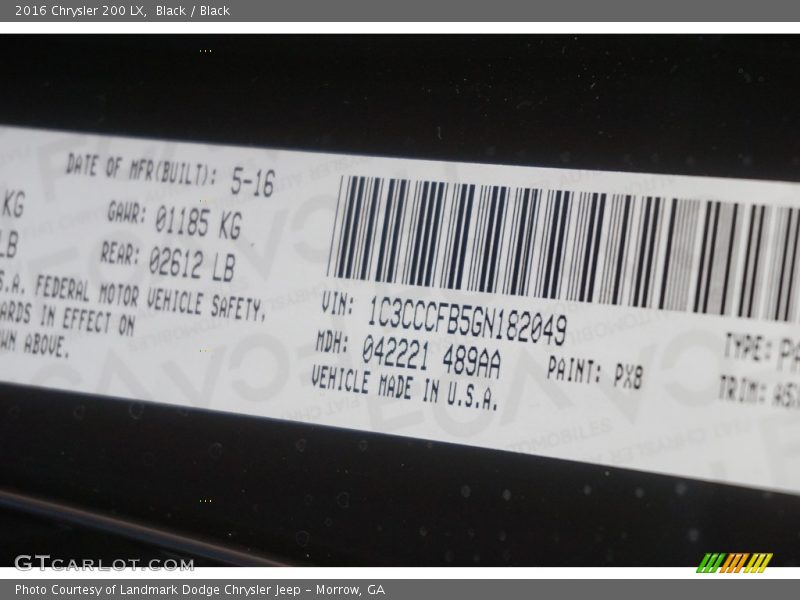 2016 Chrysler 200 LX, Black / Black
DATE OF MFR(BUILT): 5-16
KG GAWR: 01185 KG
LB REAR: 02612 LB
S.A. FEDERAL MOTOR VEHICLE SAFETY,
ARDS IN EFFECT ON
WN ABOVE.
VIN: 1C3CCCFB5GN182049
MDH: 042221 489AA PAINT: PX8
VEHICLE MADE IN U.S.A.
TYPE: PA
TRIM: A5
GTCARLOT.COM
Photo Courtesy of Landmark Dodge Chrysler Jeep – Morrow, GA